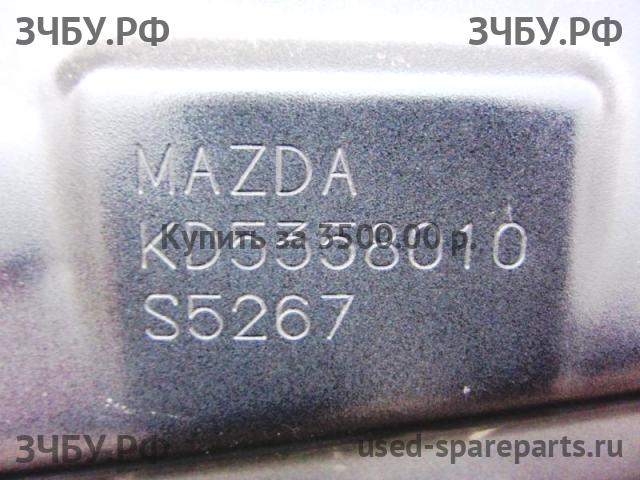 ЗЧБУ.РФ ЗЧБУ.РФ
MAZDA
Купить за 3500.00 р.
S5267
ЗЧБУ.РФ used-spareparts.ru